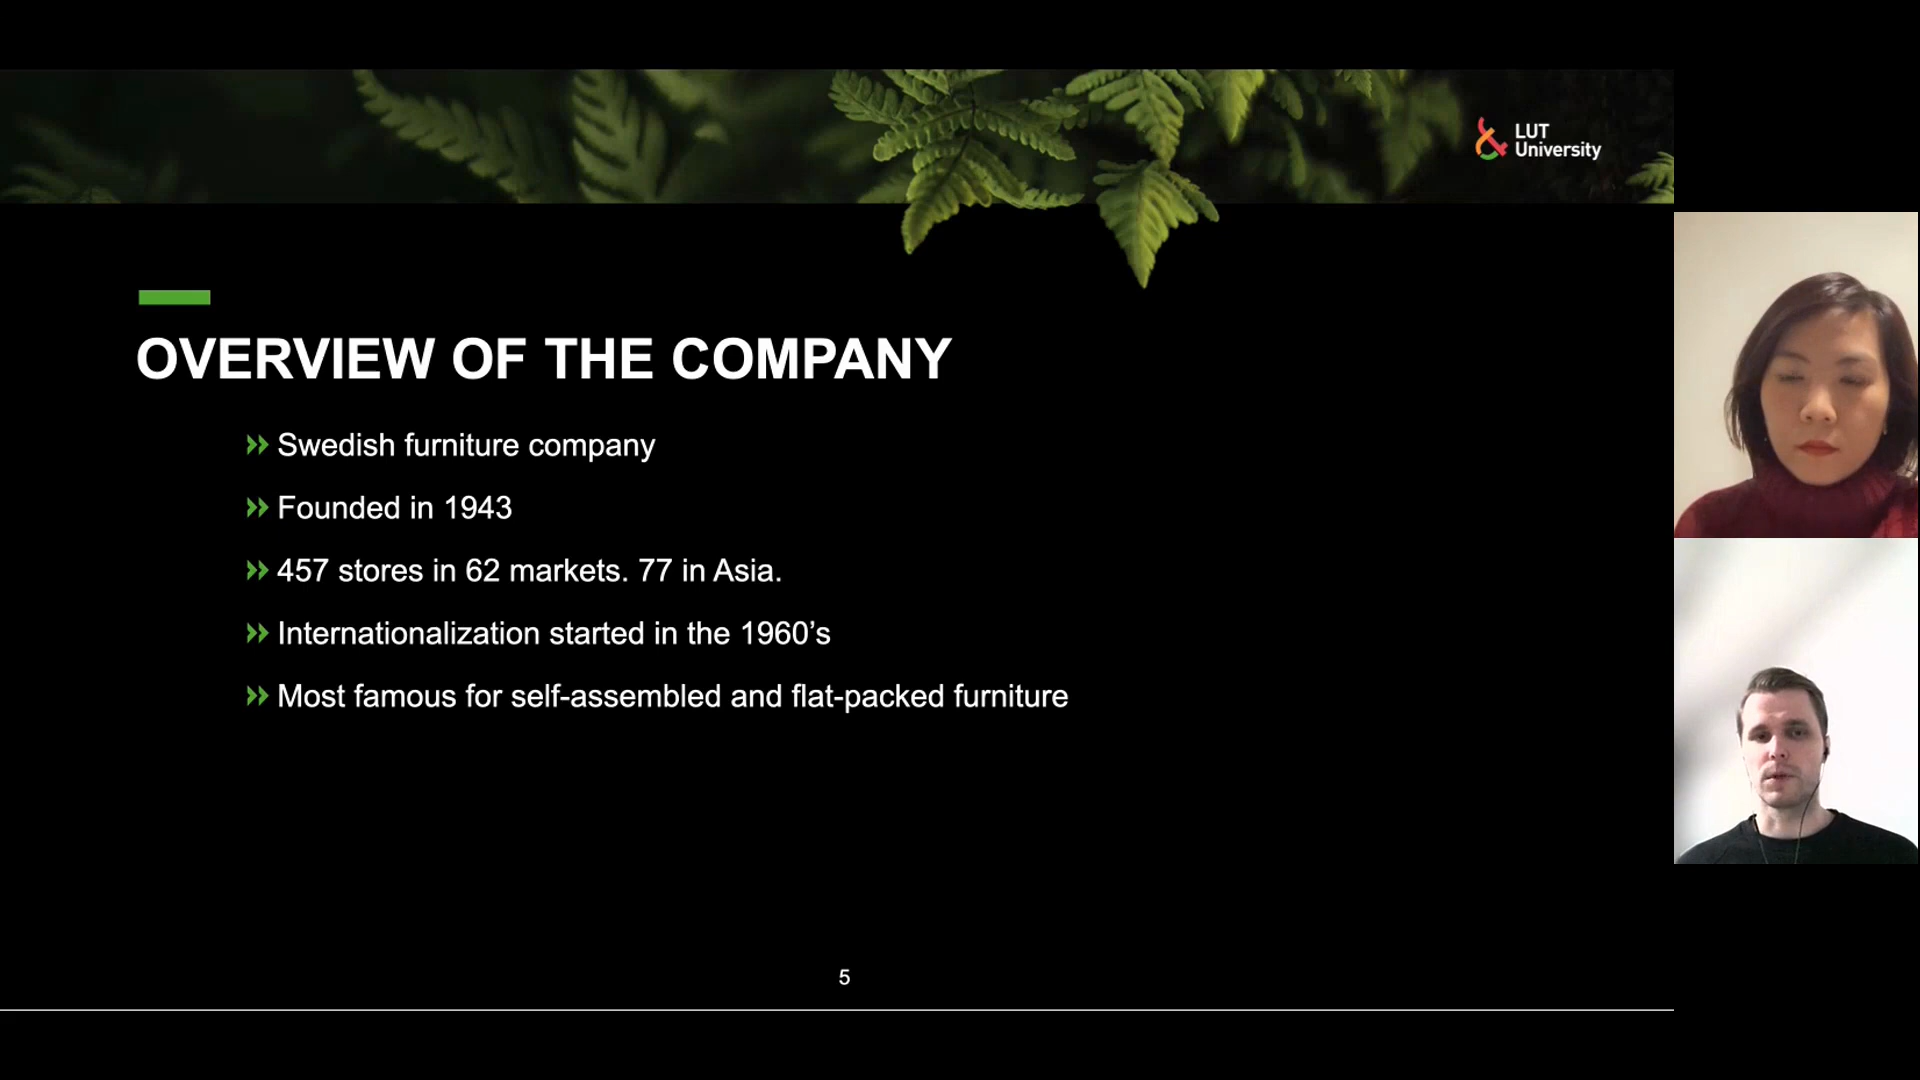 LUT
University
OVERVIEW OF THE COMPANY
Swedish furniture company
Founded in 1943
457 stores in 62 markets. 77 in Asia.
Internationalization started in the 1960’s
Most famous for self-assembled and flat-packed furniture
5